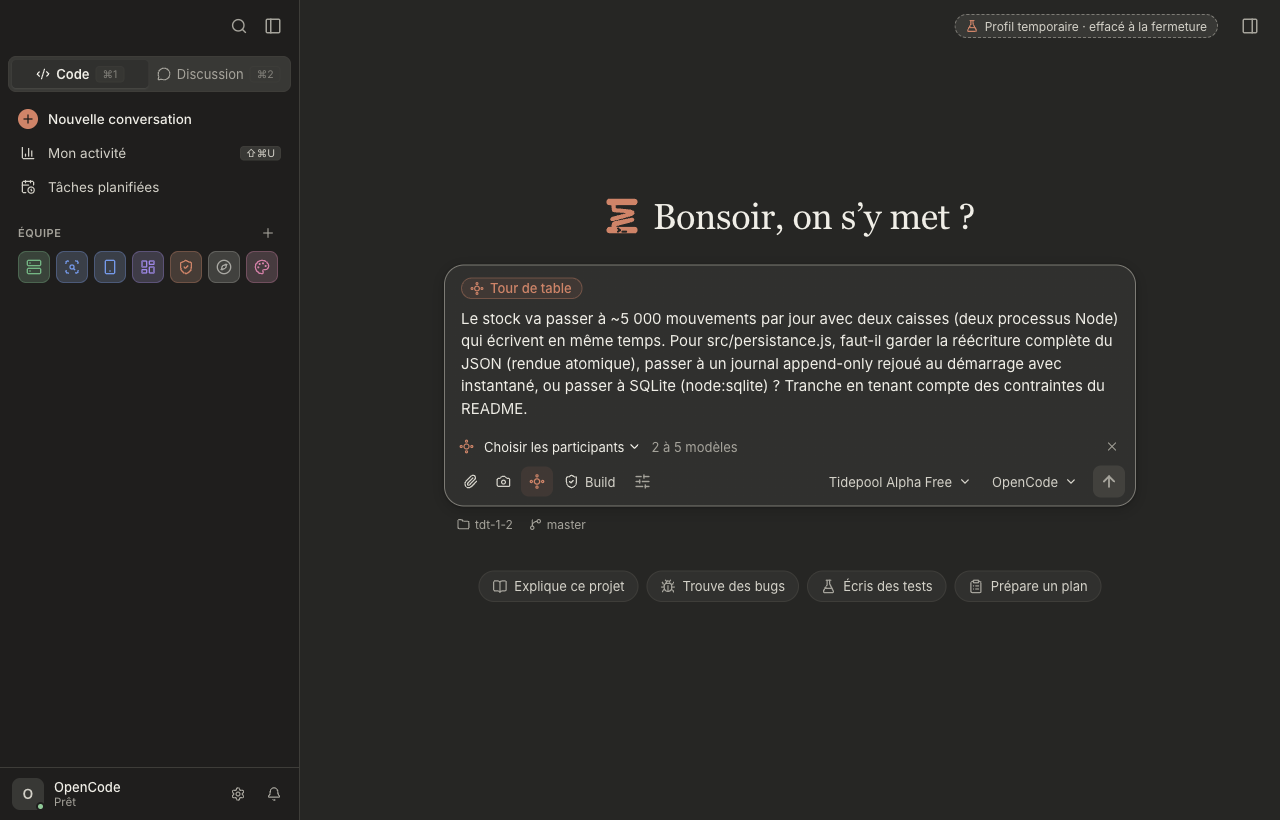 Profil temporaire · effacé à la fermeture
Code ⌘1
Discussion ⌘2
Nouvelle conversation
Mon activité ⇧⌘U
Tâches planifiées
ÉQUIPE
Bonsoir, on s’y met ?
Tour de table
Le stock va passer à ~5 000 mouvements par jour avec deux caisses (deux processus Node)
qui écrivent en même temps. Pour src/persistance.js, faut-il garder la réécriture complète du
JSON (rendue atomique), passer à un journal append-only rejoué au démarrage avec
instantané, ou passer à SQLite (node:sqlite) ? Tranche en tenant compte des contraintes du
README.
Choisir les participants 2 à 5 modèles
Build
Tidepool Alpha Free
OpenCode
tdt-1-2
master
Explique ce projet
Trouve des bugs
Écris des tests
Prépare un plan
O
OpenCode
Prêt